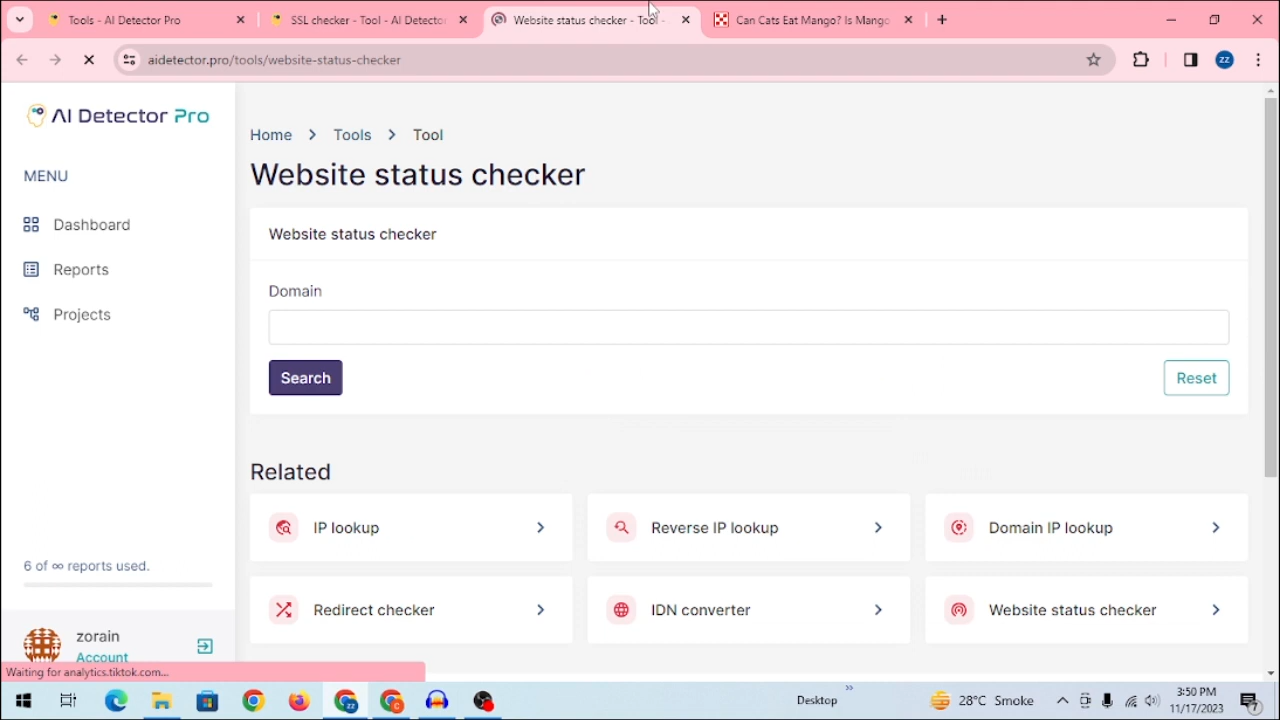 Tools - AI Detector Pro
SSL checker - Tool - AI Detecto
Website status checker - Tool -
Can Cats Eat Mango? Is Mango
aidetector.pro/tools/website-status-checker
ZZ
AI Detector Pro
MENU
Dashboard
Reports
Projects
6 of ∞ reports used.
zorain
Account
Home > Tools > Tool
Website status checker
Website status checker
Domain
Search
Reset
Related
IP lookup
Reverse IP lookup
Domain IP lookup
Redirect checker
IDN converter
Website status checker
Waiting for analytics.tiktok.com...
Desktop
28°C Smoke
3:50 PM
11/17/2023
7